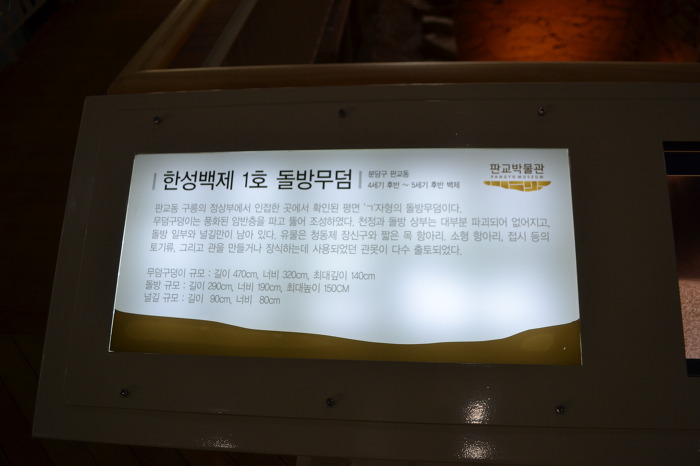 한성백제 1호 돌방무덤
분당구 판교동
4세기 후반 ~ 5세기 후반 백제
판교박물관
PANGYO MUSEUM
판교동 구릉의 정상부에서 인접한 곳에서 확인된 평면 'ㄱ'자형의 돌방무덤이다.
무덤구덩이는 풍화된 암반층을 파고 뚫어 조성하였다. 천정과 돌방 상부는 대부분 파괴되어 없어지고,
돌방 일부와 널길만이 남아 있다. 유물은 청동제 장신구와 짧은 목 항아리, 소형 항아리, 접시 등의
토기류, 그리고 관을 만들거나 장식하는데 사용되었던 관못이 다수 출토되었다.
무덤구덩이 규모 : 길이 470cm, 너비 320cm, 최대깊이 140cm
돌방 규모 : 길이 290cm, 너비 190cm, 최대높이 150CM
널길 규모 : 길이 90cm, 너비 80cm